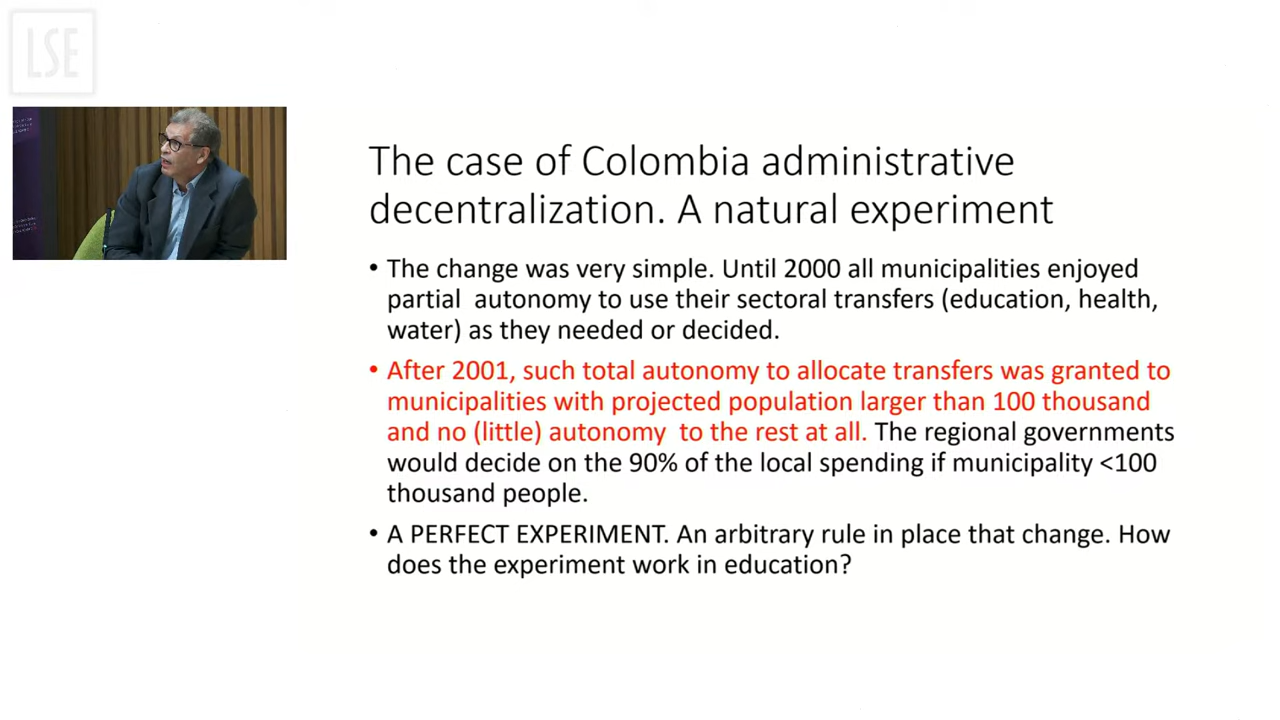 LSE
The case of Colombia administrative
decentralization. A natural experiment
• The change was very simple. Until 2000 all municipalities enjoyed
partial autonomy to use their sectoral transfers (education, health,
water) as they needed or decided.
• After 2001, such total autonomy to allocate transfers was granted to
municipalities with projected population larger than 100 thousand
and no (little) autonomy to the rest at all. The regional governments
would decide on the 90% of the local spending if municipality <100
thousand people.
• A PERFECT EXPERIMENT. An arbitrary rule in place that change. How
does the experiment work in education?